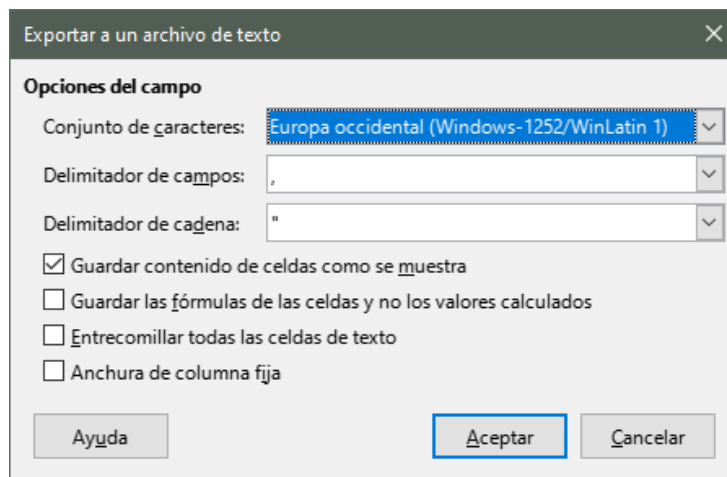 Exportar a un archivo de texto
Opciones del campo
Conjunto de caracteres: Europa occidental (Windows-1252/WinLatin 1)
Delimitador de campos: ,
Delimitador de cadena: "
Guardar contenido de celdas como se muestra
Guardar las fórmulas de las celdas y no los valores calculados
Entrecomillar todas las celdas de texto
Anchura de columna fija
Ayuda Aceptar Cancelar